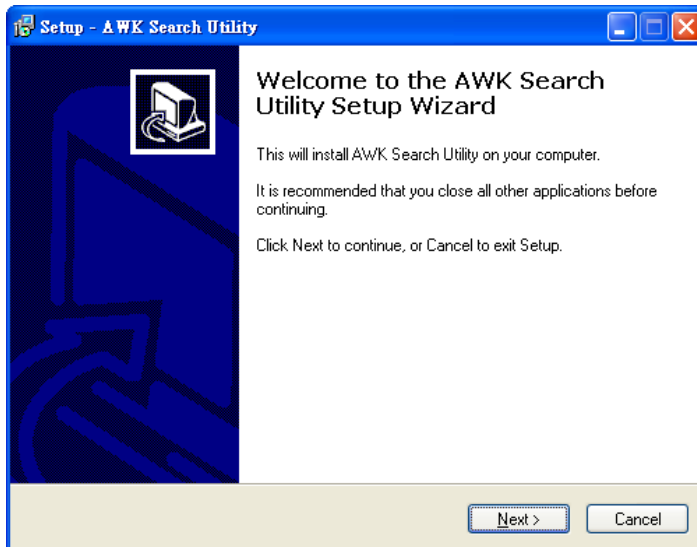 Setup - AWK Search Utility
Welcome to the AWK Search
Utility Setup Wizard
This will install AWK Search Utility on your computer.
It is recommended that you close all other applications before
continuing.
Click Next to continue, or Cancel to exit Setup.
Next >
Cancel